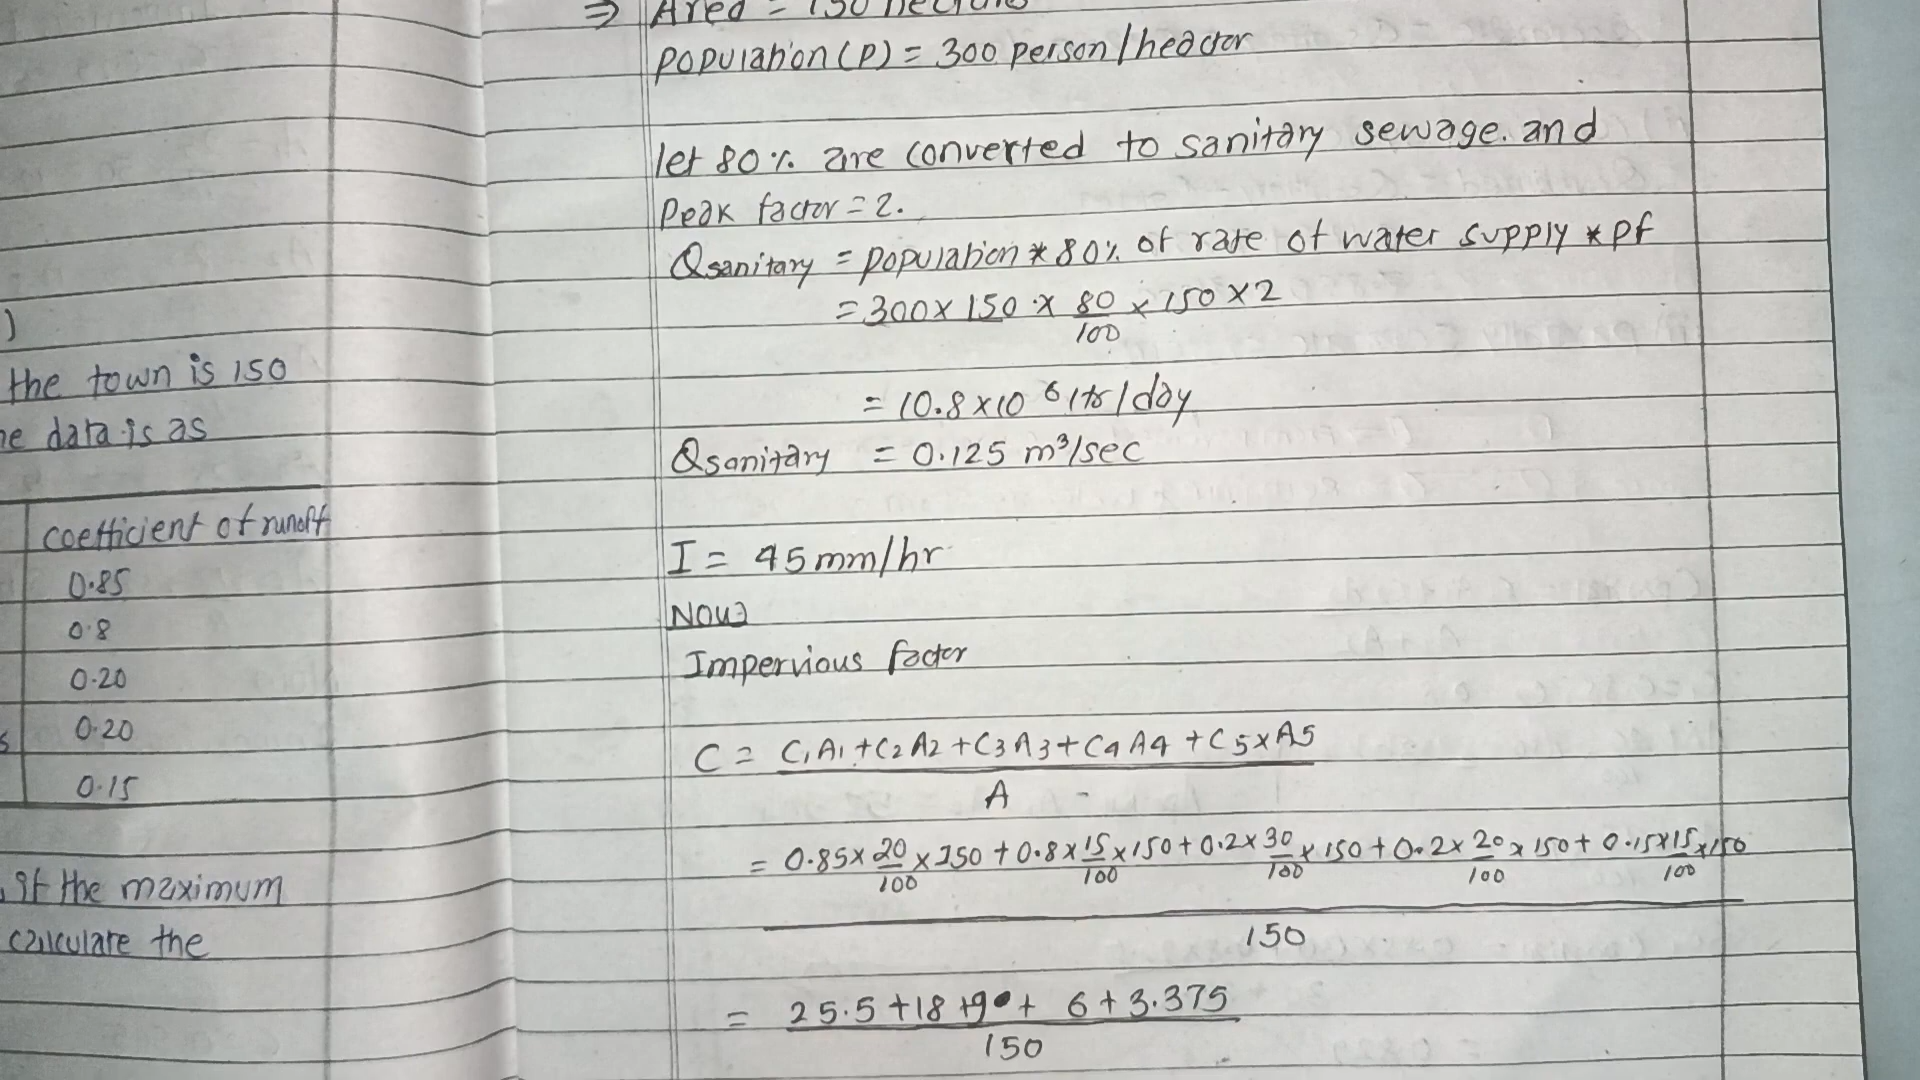 )
the town is 150
data is as
coefficient of runoff
0.85
0.8
0.20
0.20
s
0.15
If the maximum
calculate the
⇒ Area = 150
population (P) = 300 person/heactor
let 80% are converted to sanitary sewage. and
Peak factor = 2.
Qsanitary = population * 80% of rate of water supply * pf
= 300 x 150 x 80/100 x 150 x 2
= 10.8 x 10^6 ltr/day
Qsanitary = 0.125 m³/sec
I = 45 mm/hr
Now
Impervious factor
C = C1A1 + C2A2 + C3A3 + C4A4 + C5xA5
A
= 0.85 x 20/100 x 150 + 0.8 x 15/100 x 150 + 0.2 x 30/100 x 150 + 0.2 x 20/100 x 150 + 0.15 x 15/100 x 150
150
= 25.5 + 18 + 9 + 6 + 3.375
150